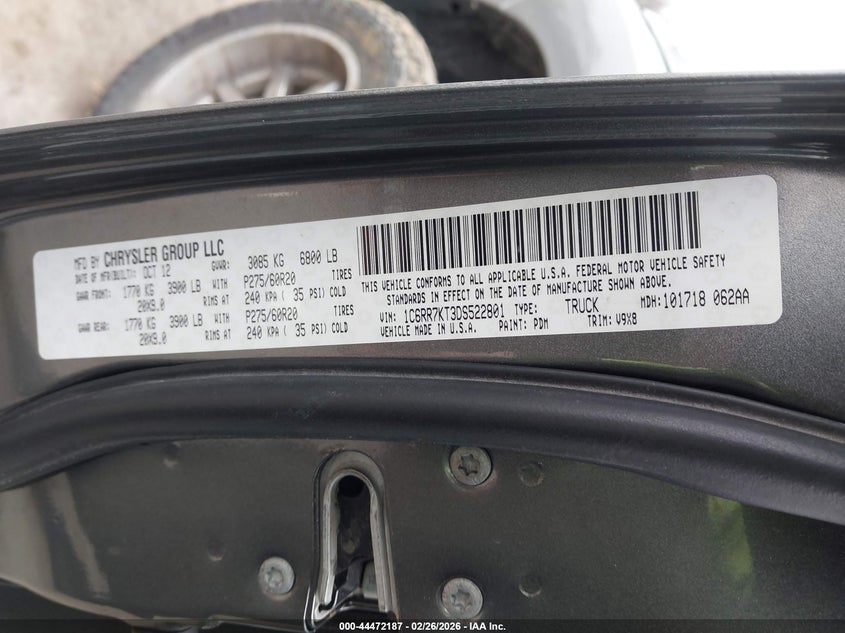 MFD BY CHRYSLER GROUP LLC
DATE OF MFR(BUILT): OCT 12 GVWR: 3085 KG 6800 LB
GAWR FRONT: 1770 KG 3900 LB WITH P275/60R20 TIRES
20X9.0 RIMS AT 240 KPA ( 35 PSI) COLD
GAWR REAR: 1770 KG 3900 LB WITH P275/60R20 TIRES
20X9.0 RIMS AT 240 KPA ( 35 PSI) COLD
THIS VEHICLE CONFORMS TO ALL APPLICABLE U.S.A. FEDERAL MOTOR VEHICLE SAFETY
STANDARDS IN EFFECT ON THE DATE OF MANUFACTURE SHOWN ABOVE.
VIN: 1C6RR7KT3DS522801 TYPE: TRUCK MDH: 101718 062AA
VEHICLE MADE IN U.S.A. PAINT: PDM TRIM: V9X8
000-44472187 - 02/26/2026 - IAA Inc.